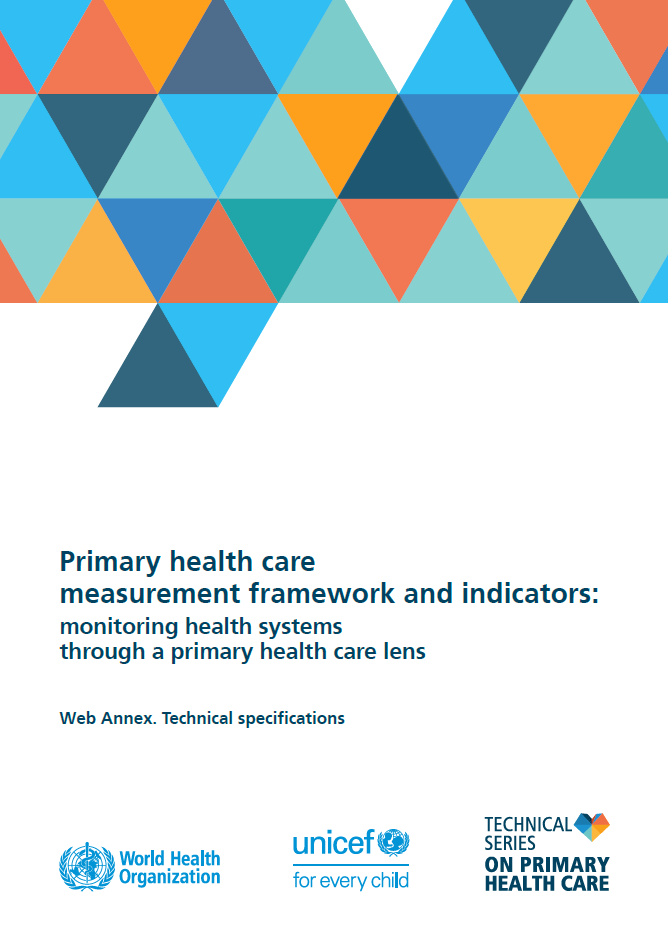 Primary health care
measurement framework and indicators:
monitoring health systems
through a primary health care lens
Web Annex. Technical specifications
World Health
Organization
unicef
for every child
TECHNICAL
SERIES
ON PRIMARY
HEALTH CARE